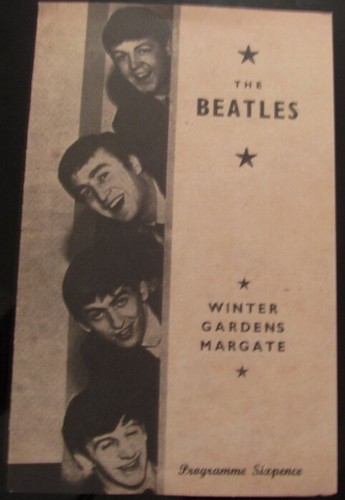 THE
BEATLES
WINTER
GARDENS
MARGATE
Programme Sixpence